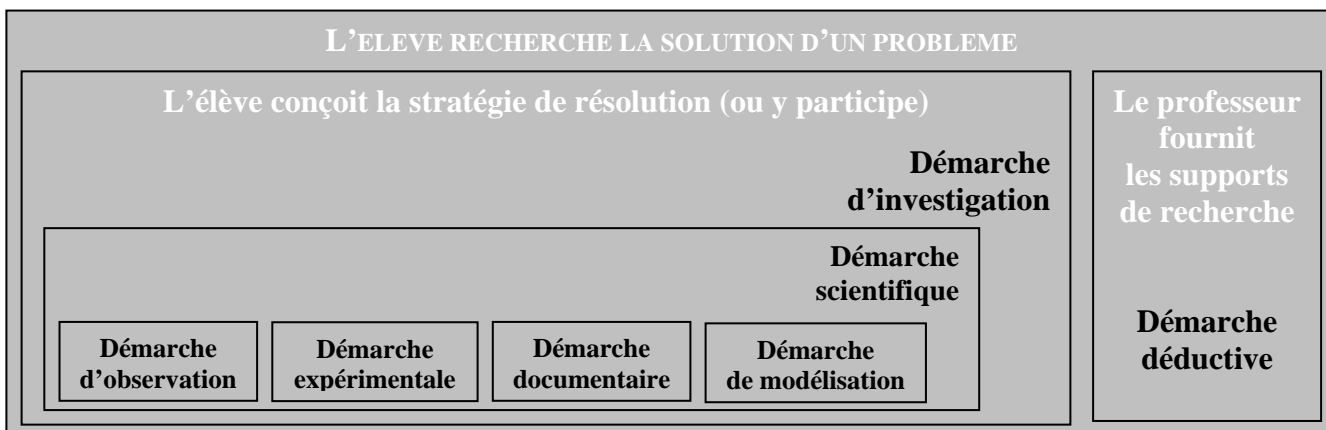 L'ELEVE RECHERCHE LA SOLUTION D'UN PROBLEME
L'élève conçoit la stratégie de résolution (ou y participe)
Démarche
d'investigation
Démarche
scientifique
Démarche
d'observation
Démarche
expérimentale
Démarche
documentaire
Démarche
de modélisation
Le professeur
fournit
les supports
de recherche
Démarche
déductive